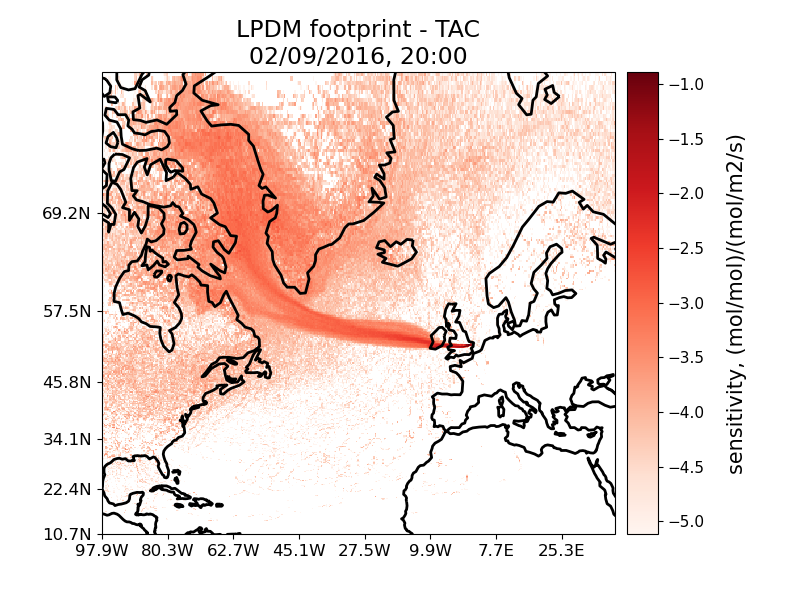 LPDM footprint - TAC
02/09/2016, 20:00
69.2N
57.5N
45.8N
34.1N
22.4N
10.7N
97.9W 80.3W 62.7W 45.1W 27.5W 9.9W 7.7E 25.3E
−1.0
−1.5
−2.0
−2.5
−3.0
−3.5
−4.0
−4.5
−5.0
sensitivity, (mol/mol)/(mol/m2/s)